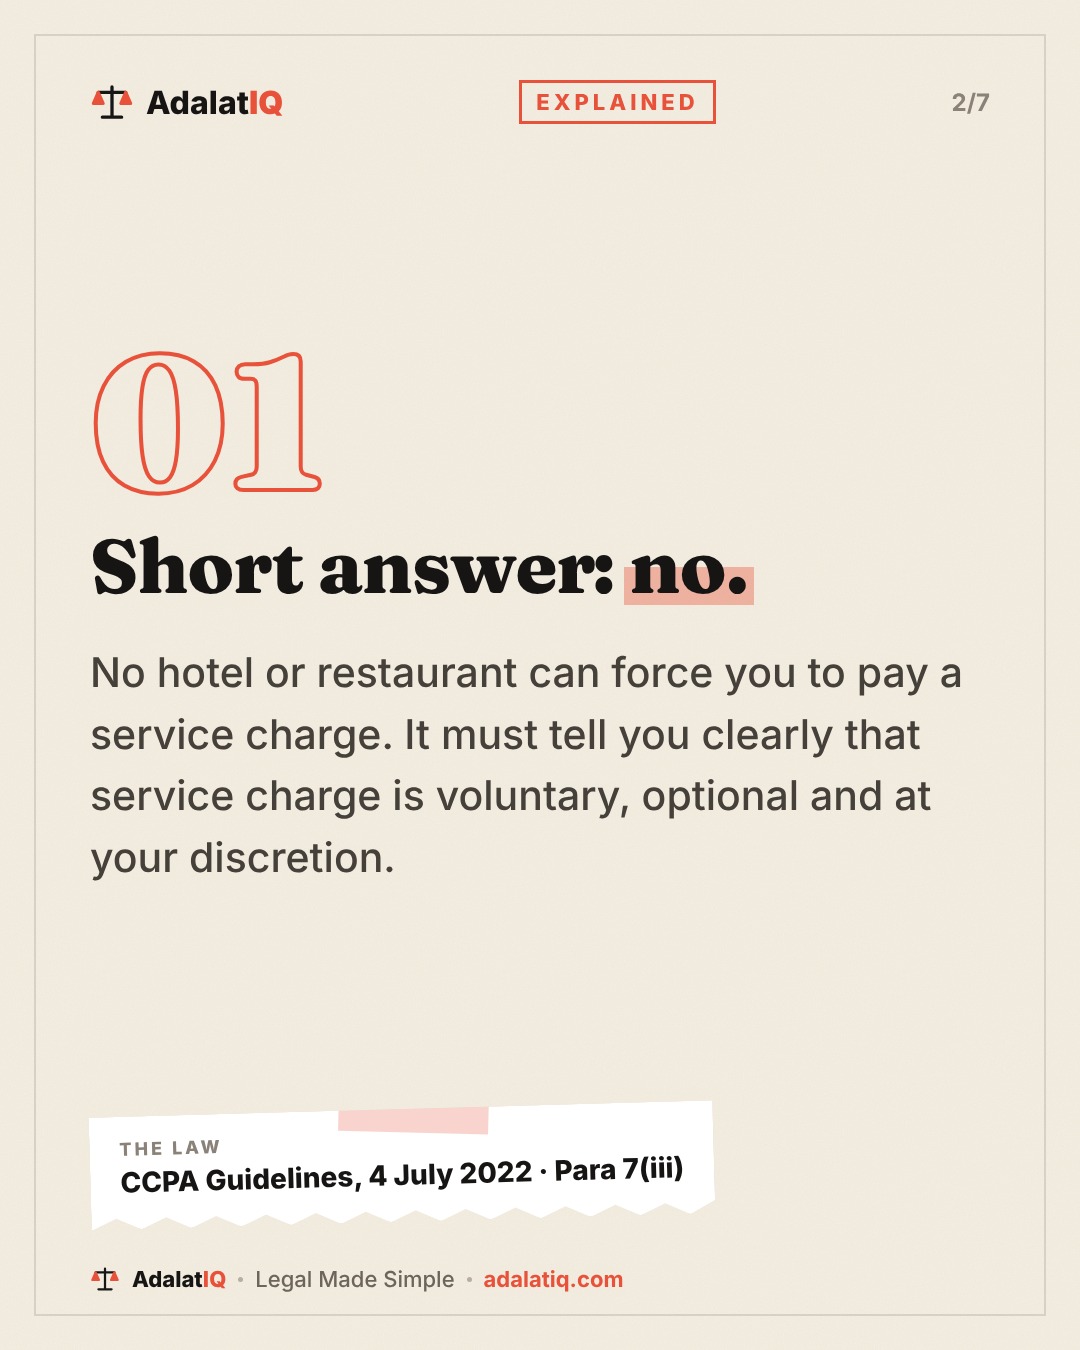 AdalatIQ
EXPLAINED
2/7
01
Short answer: no.
No hotel or restaurant can force you to pay a
service charge. It must tell you clearly that
service charge is voluntary, optional and at
your discretion.
THE LAW
CCPA Guidelines, 4 July 2022 · Para 7(iii)
AdalatIQ • Legal Made Simple • adalatiq.com